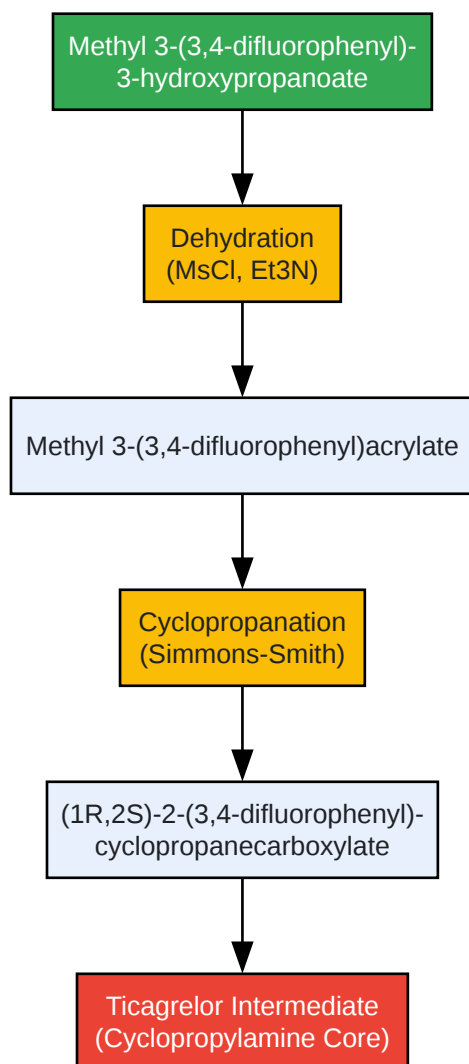 Methyl 3-(3,4-difluorophenyl)-
3-hydroxypropanoate
Dehydration
(MsCl, Et3N)
Methyl 3-(3,4-difluorophenyl)acrylate
Cyclopropanation
(Simmons-Smith)
(1R,2S)-2-(3,4-difluorophenyl)-
cyclopropanecarboxylate
Ticagrelor Intermediate
(Cyclopropylamine Core)